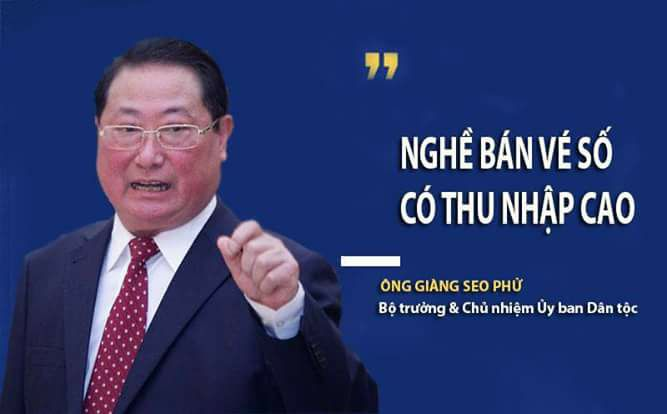 ”
NGHỀ BÁN VÉ SỐ
CÓ THU NHẬP CAO
ÔNG GIÀNG SEO PHỬ
Bộ trưởng & Chủ nhiệm Ủy ban Dân tộc